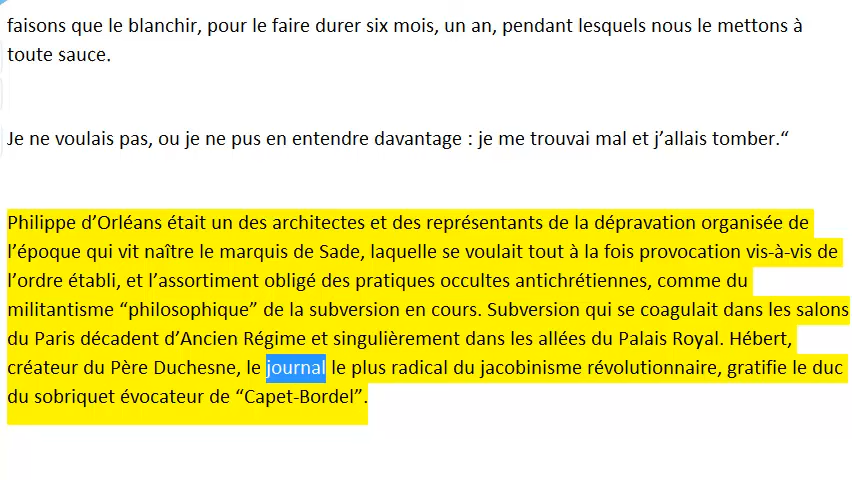 faisons que le blanchir, pour le faire durer six mois, un an, pendant lesquels nous le mettons à
toute sauce.
Je ne voulais pas, ou je ne pus en entendre davantage : je me trouvai mal et j’allais tomber.“
Philippe d’Orléans était un des architectes et des représentants de la dépravation organisée de
l’époque qui vit naître le marquis de Sade, laquelle se voulait tout à la fois provocation vis-à-vis de
l’ordre établi, et l’assortiment obligé des pratiques occultes antichrétiennes, comme du
militantisme “philosophique” de la subversion en cours. Subversion qui se coagulait dans les salons
du Paris décadent d’Ancien Régime et singulièrement dans les allées du Palais Royal. Hébert,
créateur du Père Duchesne, le journal le plus radical du jacobinisme révolutionnaire, gratifie le duc
du sobriquet évocateur de “Capet-Bordel”.